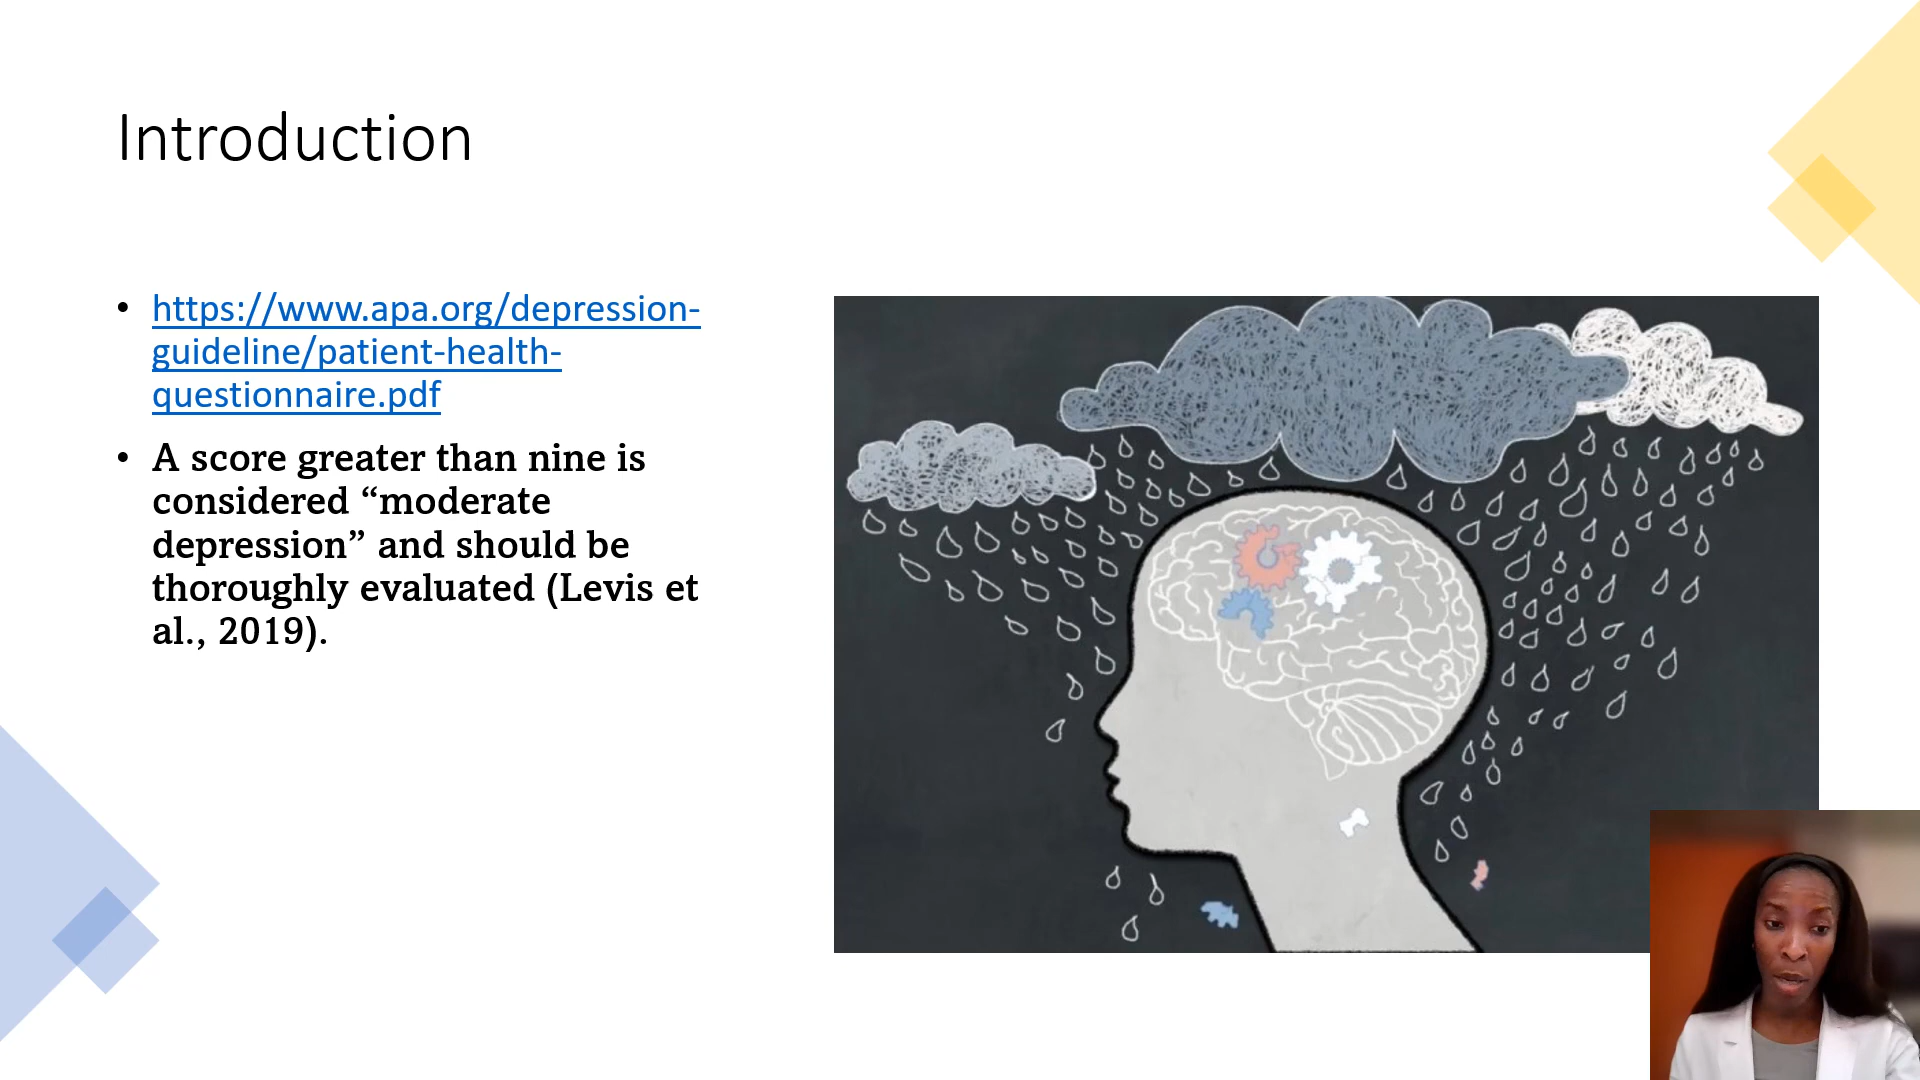 Introduction
• https://www.apa.org/depression-
guideline/patient-health-
questionnaire.pdf
• A score greater than nine is
considered “moderate
depression” and should be
thoroughly evaluated (Levis et
al., 2019).